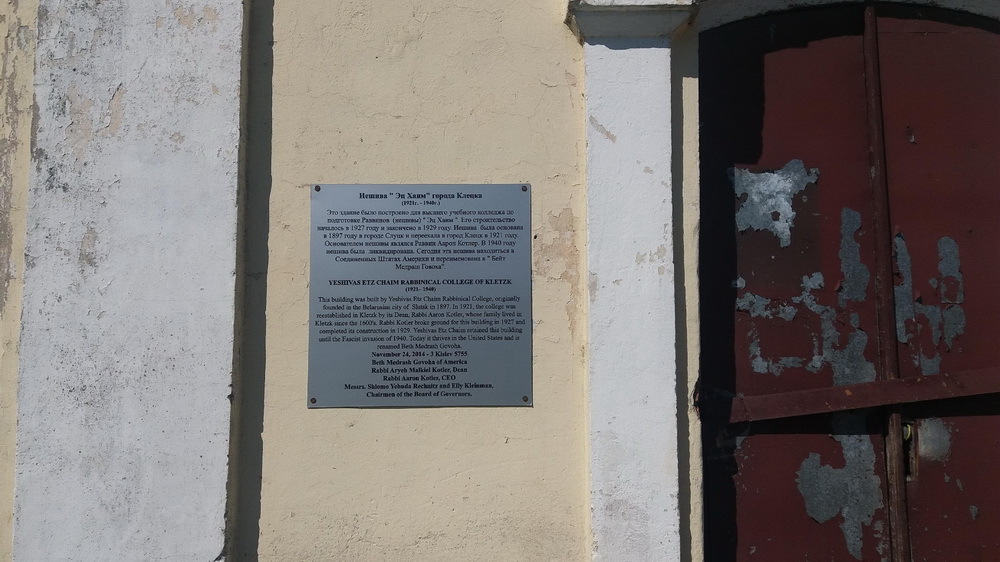 Иешива " Эц Хаим" города Клецка
(1921г. - 1940г.)
Это здание было построено для высшего учебного колледжа по
подготовке Раввинов (иешивы) " Эц Хаим ". Его строительство
началось в 1927 году и закончено в 1929 году. Иешива была основана
в 1897 году в городе Слуцк и переехала в город Клецк в 1921 году.
Основателем иешивы являлся Раввин Аарон Котлер. В 1940 году
иешива была ликвидирована. Сегодня эта иешива находиться в
Соединенных Штатах Америки и переименована в " Бейт
Медраш Говоха".
YESHIVAS ETZ CHAIM RABBINICAL COLLEGE OF KLETZK
(1921- 1940)
This building was built by Yeshivas Etz Chaim Rabbinical College, originally
founded in the Belarusian city of Slutsk in 1897. In 1921, the college was
reestablished in Kletzk by its Dean, Rabbi Aaron Kotler, whose family lived in
Kletzk since the 1600's. Rabbi Kotler broke ground for this building in 1927 and
completed its construction in 1929. Yeshivas Etz Chaim retained this building
until the Fascist invasion of 1940. Today it thrives in the United States and is
renamed Beth Medrash Govoha.
November 24, 2014 - 3 Kislev 5755
Beth Medrash Govoha of America
Rabbi Aryeh Malkiel Kotler, Dean
Rabbi Aaron Kotler, CEO
Messrs. Shlomo Yehuda Rechnitz and Elly Kleinman,
Chairmen of the Board of Governors.